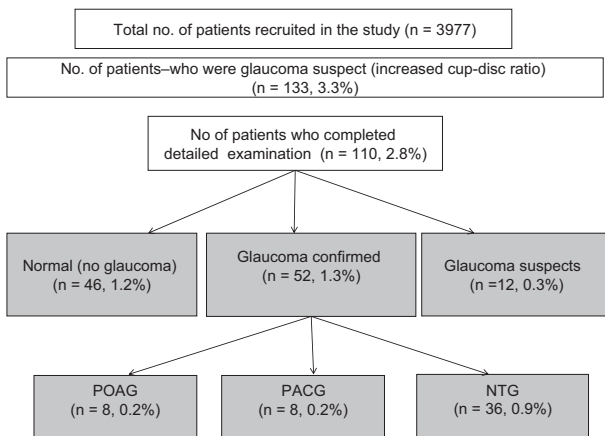 Total no. of patients recruited in the study (n = 3977)
No. of patients–who were glaucoma suspect (increased cup-disc ratio)
(n = 133, 3.3%)
No of patients who completed
detailed examination (n = 110, 2.8%)
Normal (no glaucoma)
(n = 46, 1.2%)
Glaucoma confirmed
(n = 52, 1.3%)
Glaucoma suspects
(n =12, 0.3%)
POAG
(n = 8, 0.2%)
PACG
(n = 8, 0.2%)
NTG
(n = 36, 0.9%)